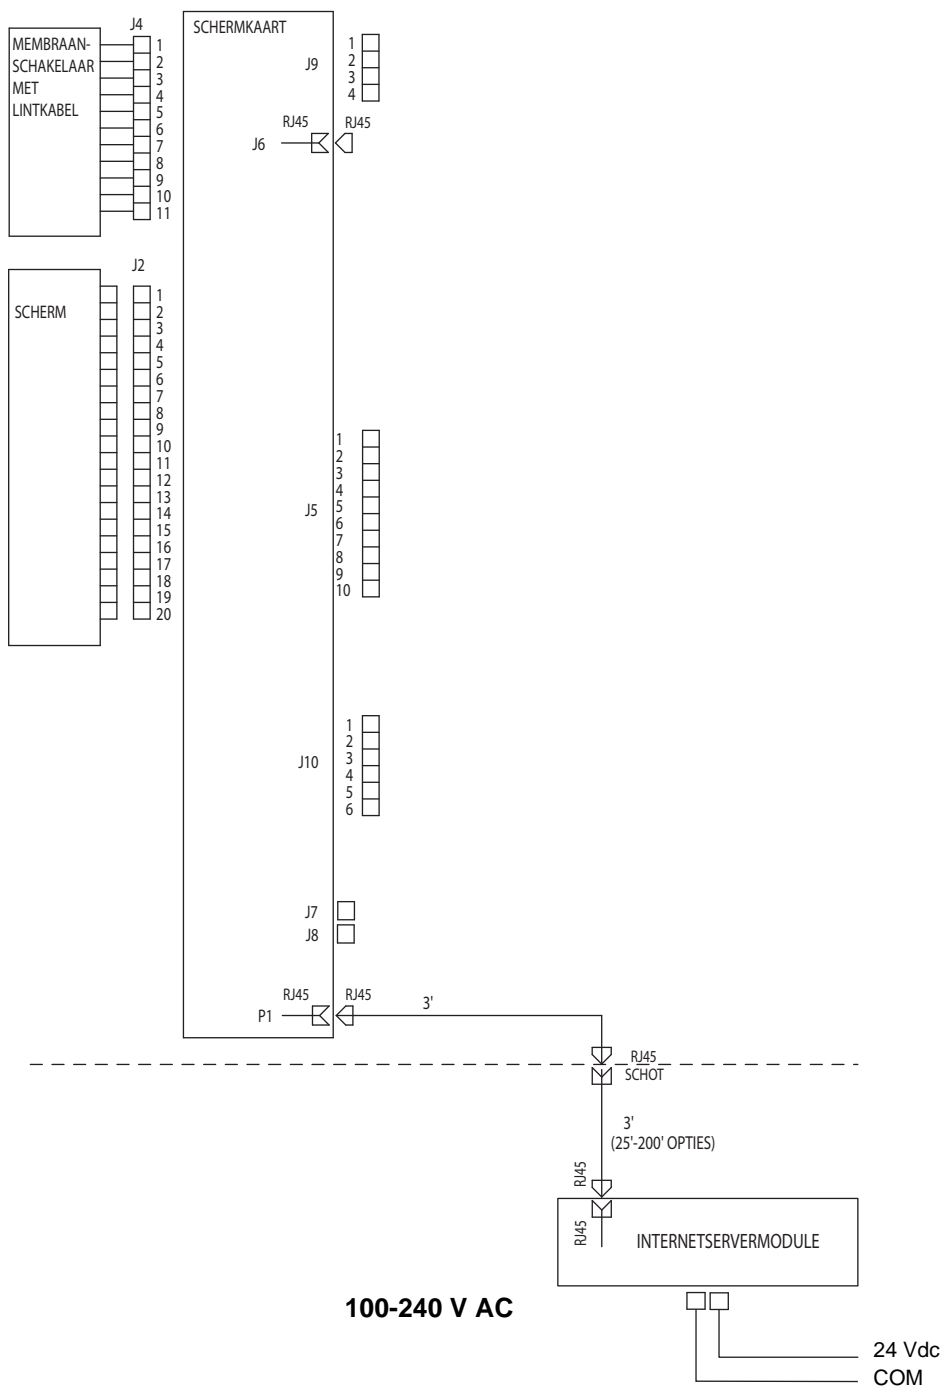 J4
MEMBRAAN-
SCHAKELAAR
MET
LINTKABEL
1
2
3
4
5
6
7
8
9
10
11
J2
SCHERM
1
2
3
4
5
6
7
8
9
10
11
12
13
14
15
16
17
18
19
20
SCHERMKAART
J9
1
2
3
4
RJ45
RJ45
J6
J5
1
2
3
4
5
6
7
8
9
10
J10
1
2
3
4
5
6
J7
J8
RJ45
RJ45
P1
3'
RJ45
SCHOT
3'
(25'-200' OPTIES)
RJ45
RJ45
INTERNETSERVERMODULE
100-240 V AC
24 Vdc
COM